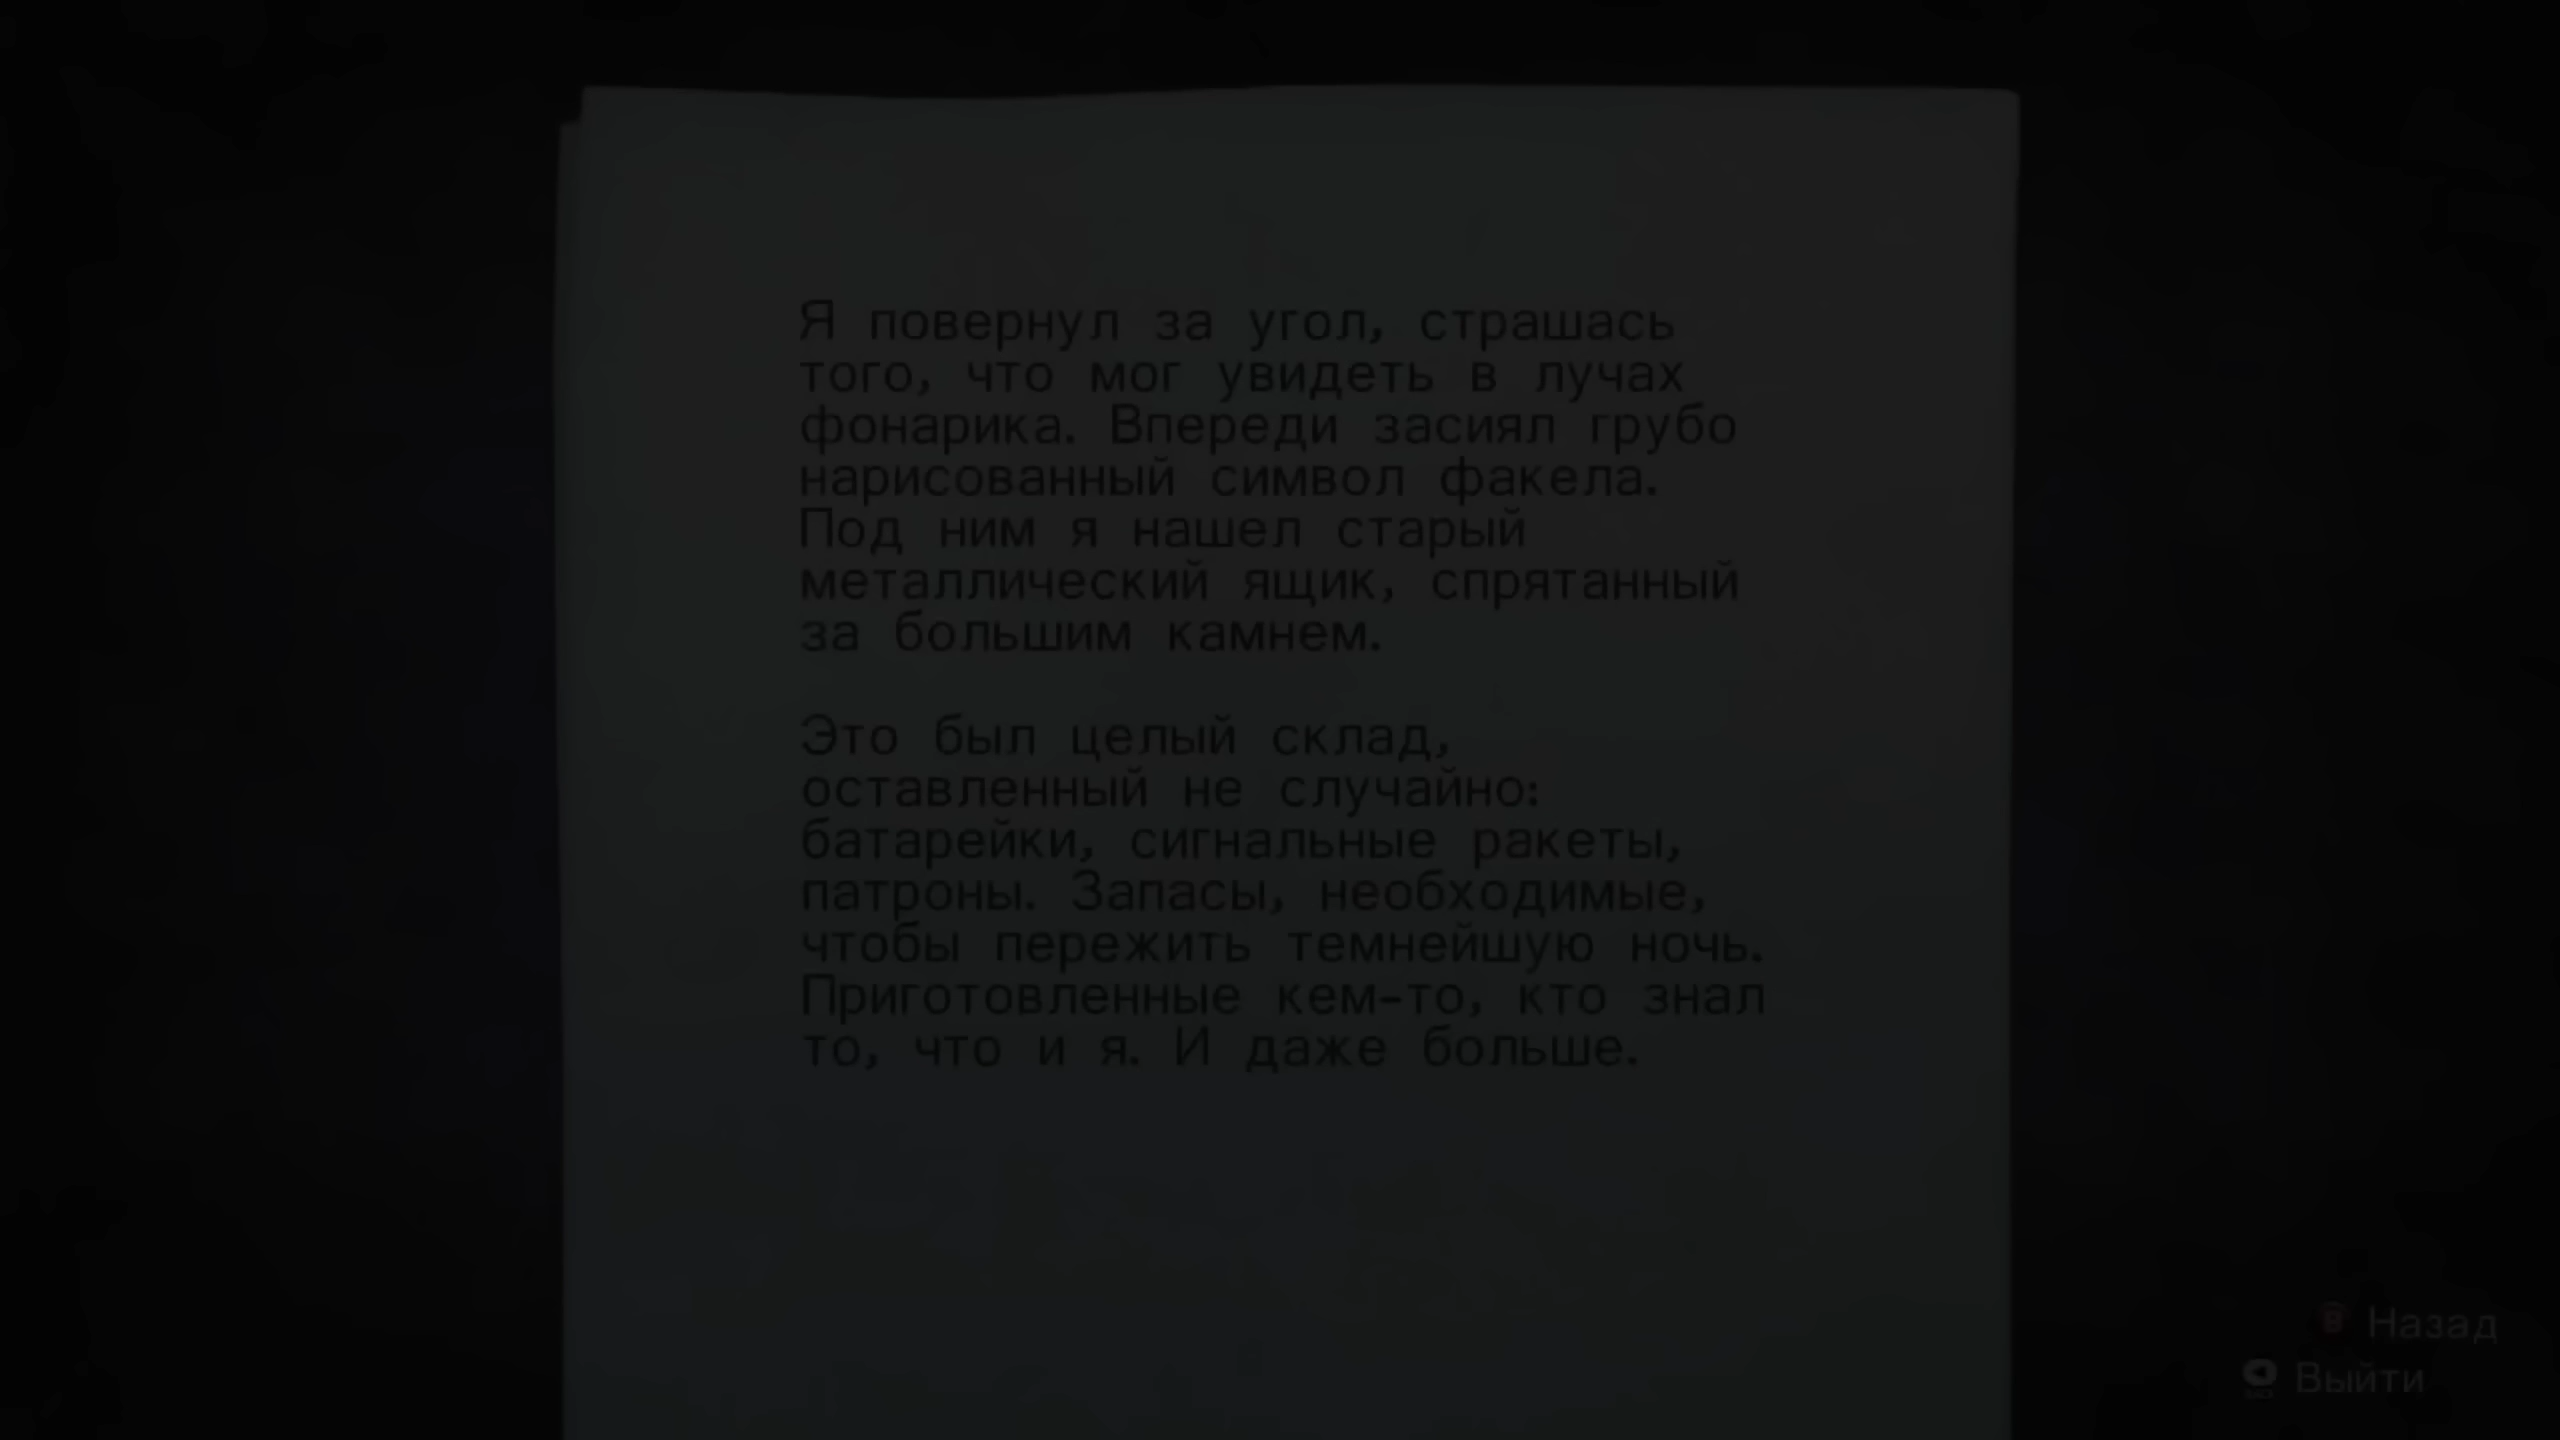 Я повернул за угол, страшась
того, что мог увидеть в лучах
фонарика. Впереди засиял грубо
нарисованный символ факела.
Под ним я нашел старый
металлический ящик, спрятанный
за большим камнем.
Это был целый склад,
оставленный не случайно:
батарейки, сигнальные ракеты,
патроны. Запасы, необходимые,
чтобы пережить темнейшую ночь.
Приготовленные кем-то, кто знал
то, что и я. И даже больше.
Назад
Выйти